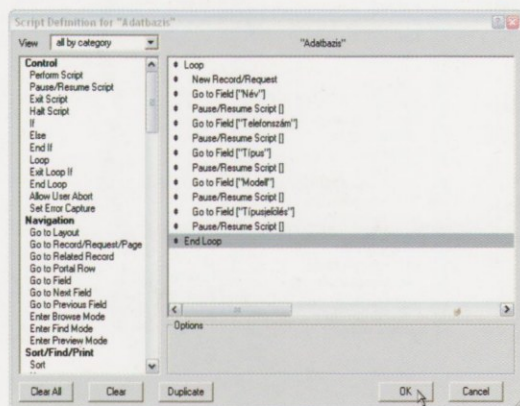 Script Definition for "Adatbazis"
View all by category
"Adatbazis"
Control
Perform Script
Pause/Resume Script
Exit Script
Halt Script
If
Else
End If
Loop
Exit Loop If
End Loop
Allow User Abort
Set Error Capture
Navigation
Go to Layout
Go to Record/Request/Page
Go to Related Record
Go to Portal Row
Go to Field
Go to Next Field
Go to Previous Field
Enter Browse Mode
Enter Find Mode
Enter Preview Mode
Sort/Find/Print
Sort
Loop
New Record/Request
Go to Field ["Név"]
Pause/Resume Script []
Go to Field ["Telefonszám"]
Pause/Resume Script []
Go to Field ["Típus"]
Pause/Resume Script []
Go to Field ["Modell"]
Pause/Resume Script []
Go to Field ["Típusjelölés"]
Pause/Resume Script []
End Loop
Options
Clear All
Clear
Duplicate
OK
Cancel